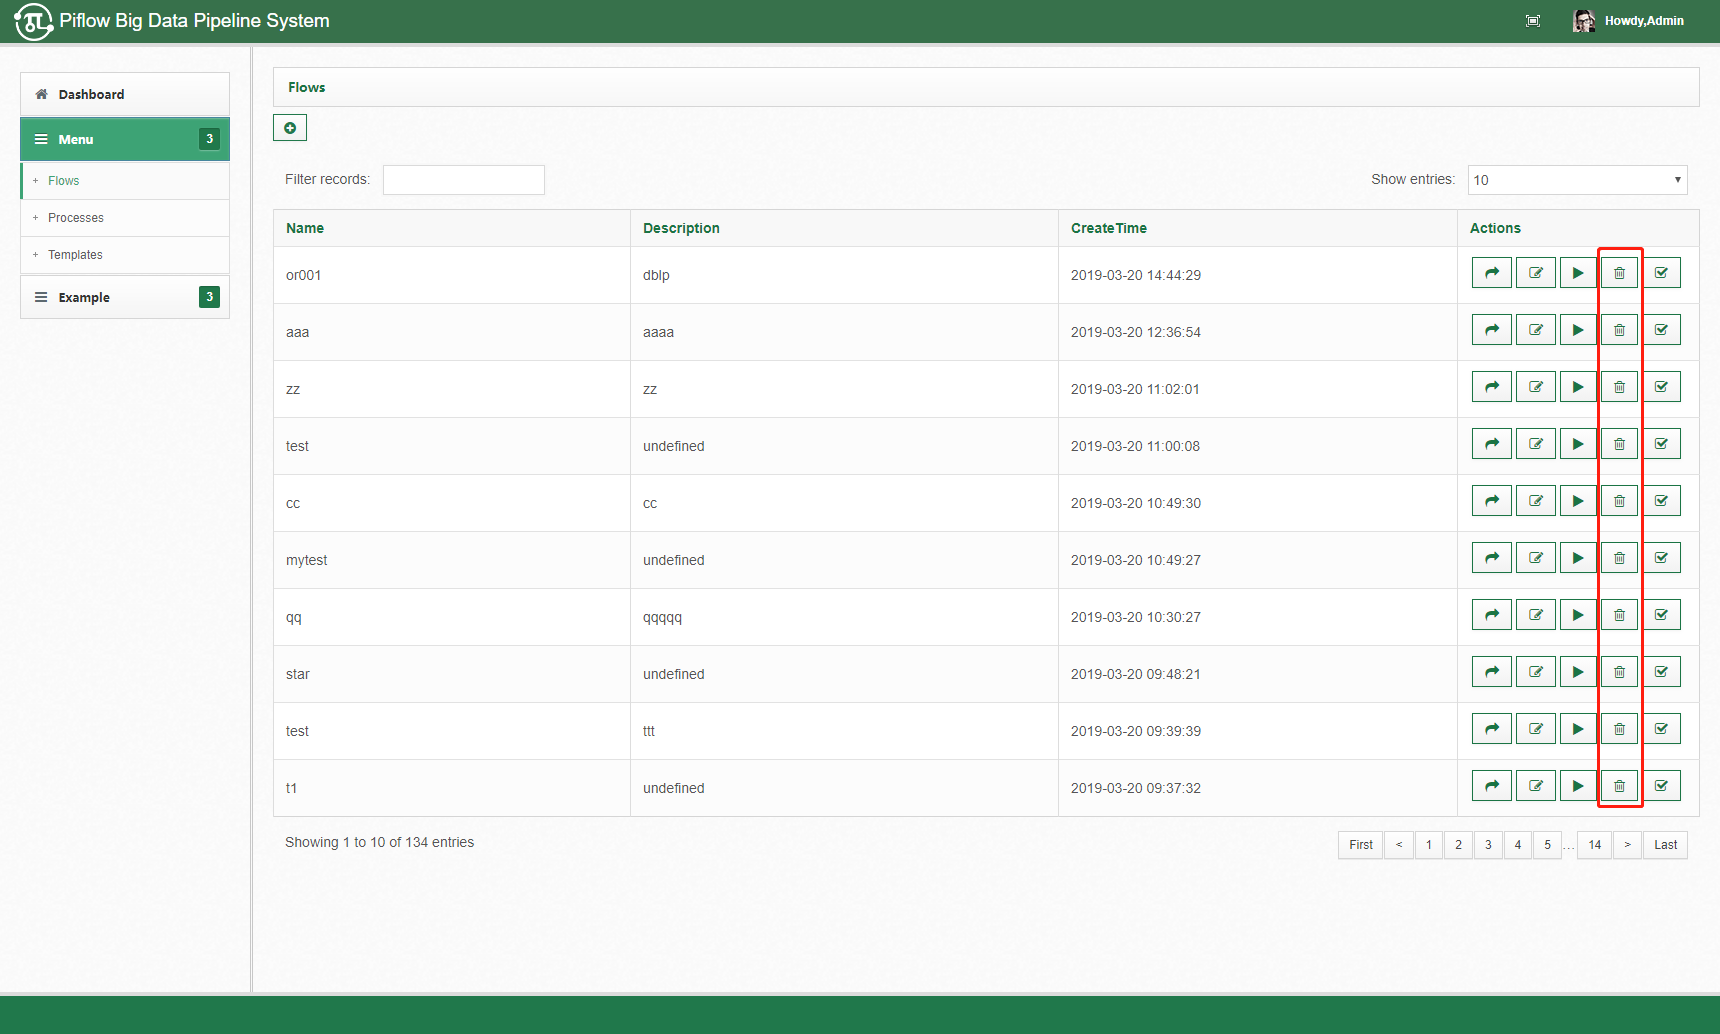 Piflow Big Data Pipeline System
Howdy,Admin
Dashboard
Menu 3
Flows
Processes
Templates
Example 3
Flows
Filter records:
Show entries: 10
Name Description CreateTime Actions
or001 dblp 2019-03-20 14:44:29
aaa aaaa 2019-03-20 12:36:54
zz zz 2019-03-20 11:02:01
test undefined 2019-03-20 11:00:08
cc cc 2019-03-20 10:49:30
mytest undefined 2019-03-20 10:49:27
qq qqqqq 2019-03-20 10:30:27
star undefined 2019-03-20 09:48:21
test ttt 2019-03-20 09:39:39
t1 undefined 2019-03-20 09:37:32
Showing 1 to 10 of 134 entries
First < 1 2 3 4 5 ... 14 > Last